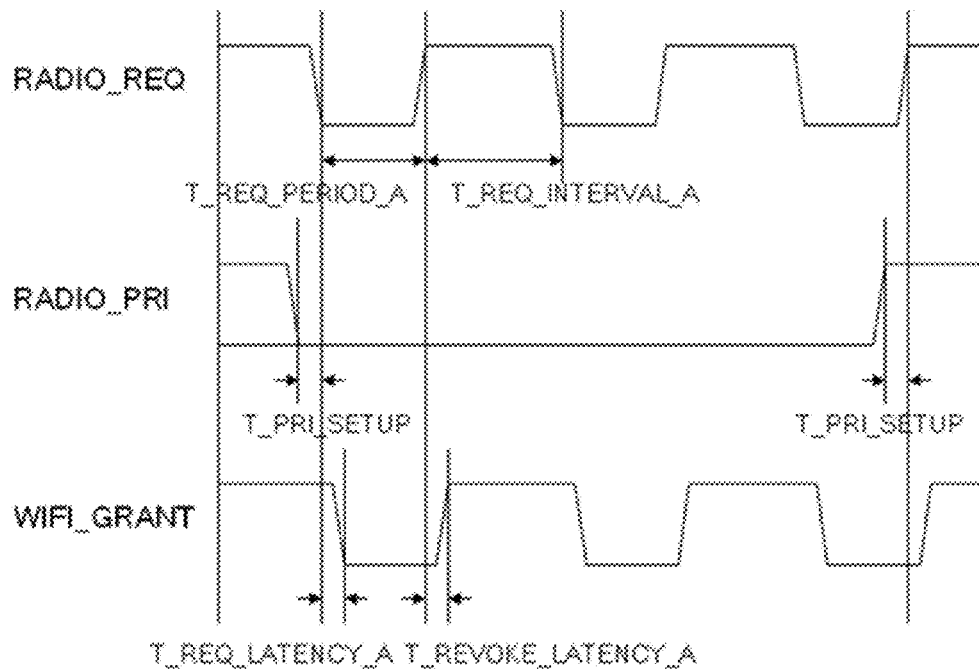 RADIO_REQ
T_REQ_PERIOD_A
T_REQ_INTERVAL_A
RADIO_PRI
T_PRI_SETUP
T_PRI_SETUP
WIFI_GRANT
T_REQ_LATENCY_A
T_REVOKE_LATENCY_A